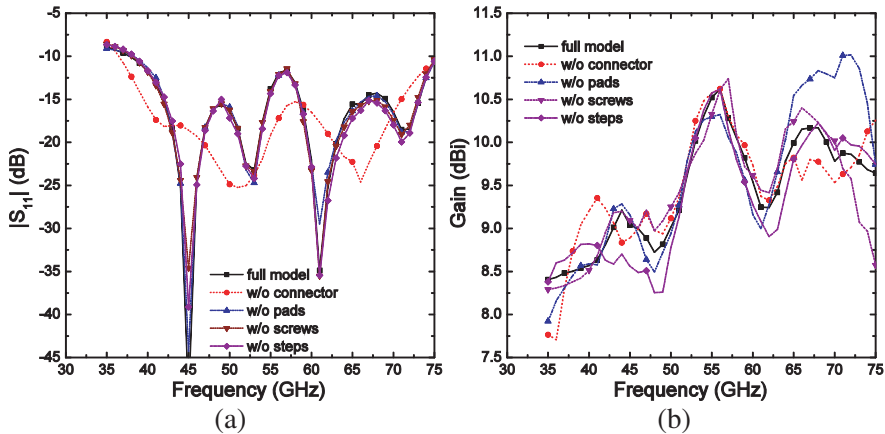 -5
-10
-15
-20
-25
-30
-35
-40
-45
|S11| (dB)
full model
w/o connector
w/o pads
w/o screws
w/o steps
30 35 40 45 50 55 60 65 70 75
Frequency (GHz)
(a)
11.5
11.0
10.5
10.0
9.5
9.0
8.5
8.0
7.5
Gain (dBi)
full model
w/o connector
w/o pads
w/o screws
w/o steps
30 35 40 45 50 55 60 65 70 75
Frequency (GHz)
(b)